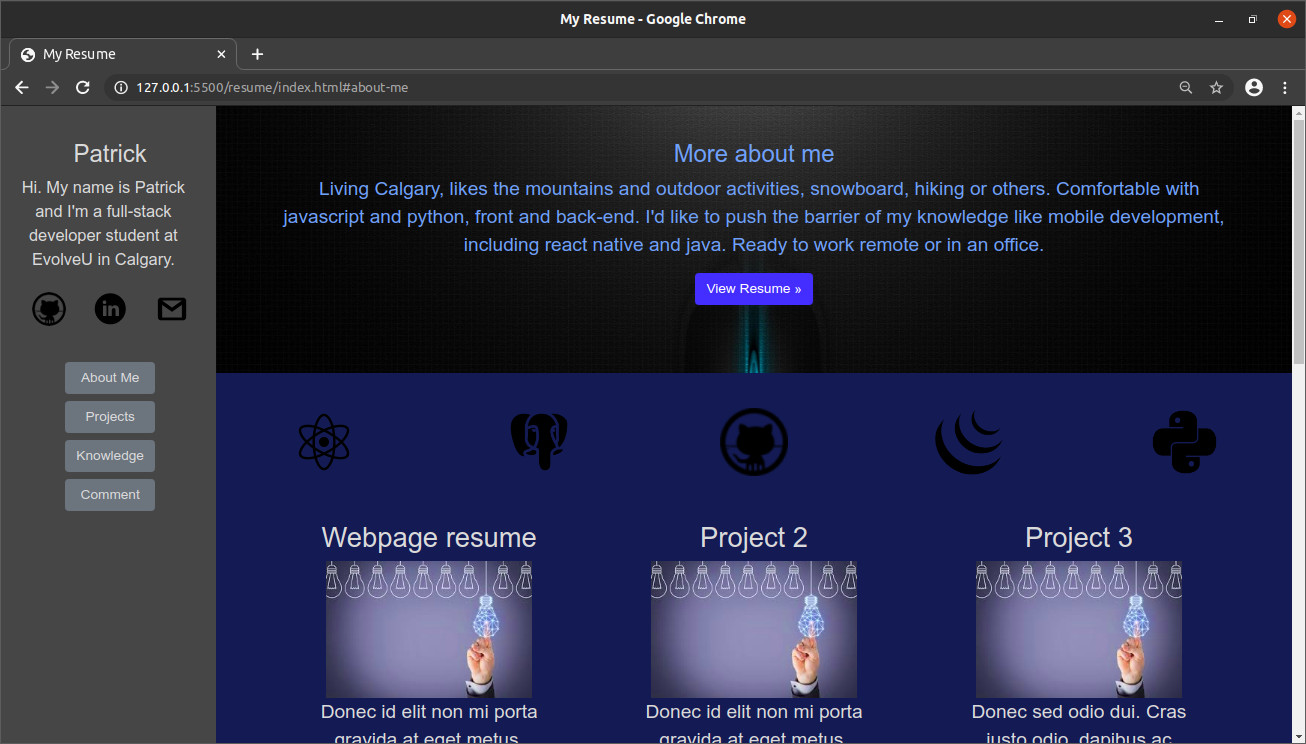 My Resume - Google Chrome
My Resume
127.0.0.1:5500/resume/index.html#about-me
Patrick
Hi. My name is Patrick
and I'm a full-stack
developer student at
EvolveU in Calgary.
in
About Me
Projects
Knowledge
Comment
More about me
Living Calgary, likes the mountains and outdoor activities, snowboard, hiking or others. Comfortable with
javascript and python, front and back-end. I'd like to push the barrier of my knowledge like mobile development,
including react native and java. Ready to work remote or in an office.
View Resume »
Webpage resume
Project 2
Project 3
Donec id elit non mi porta
gravida at eget metus.
Donec id elit non mi porta
gravida at eget metus.
Donec sed odio dui. Cras
justo odio, dapibus ac